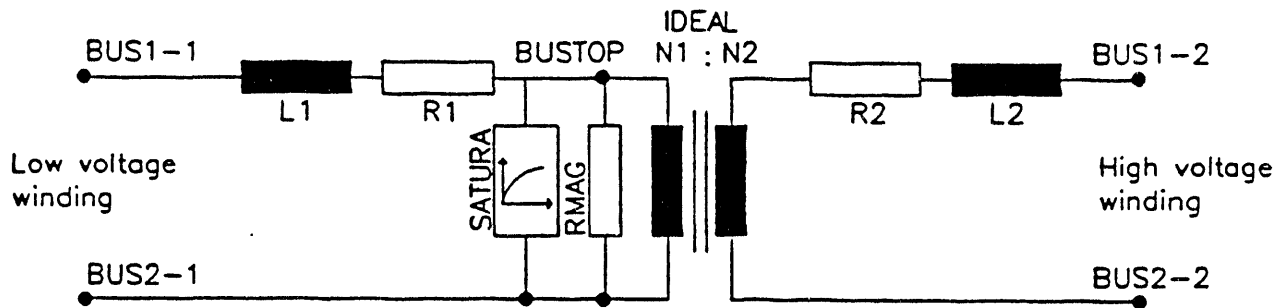 IDEAL
BUS1-1
BUSTOP
N1 : N2
BUS1-2
L1
R1
R2
L2
SATURA
RMAG
Low voltage
winding
High voltage
winding
BUS2-1
BUS2-2